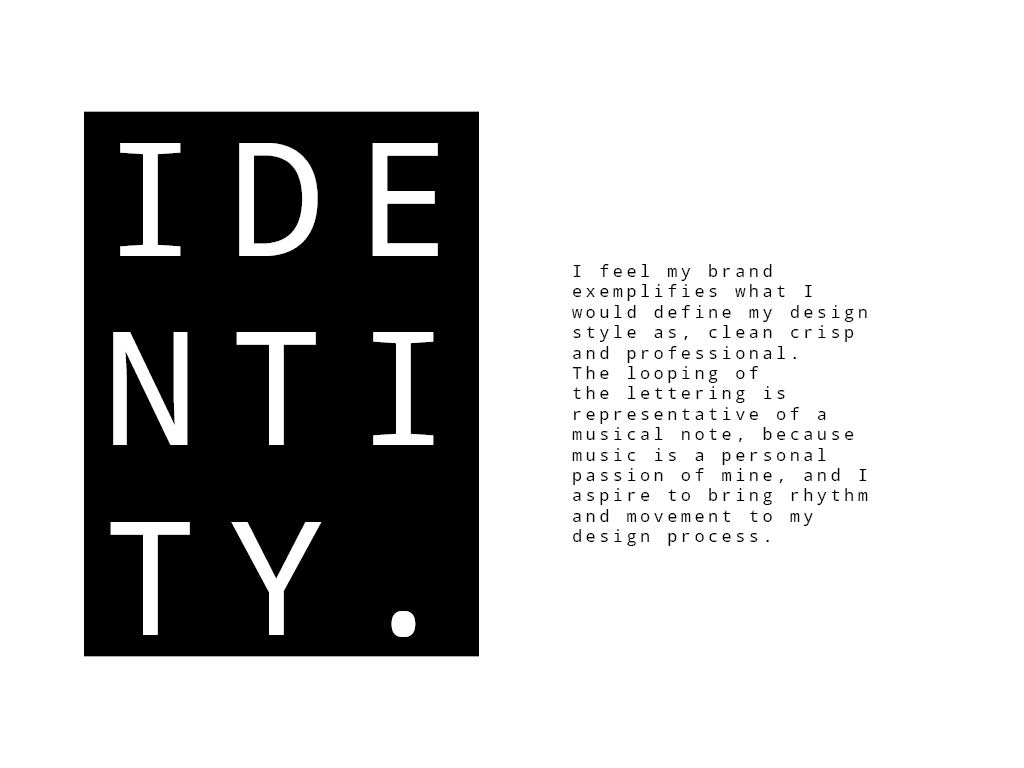 IDE
NTI
TY.
I feel my brand
exemplifies what I
would define my design
style as, clean crisp
and professional.
The looping of
the lettering is
representative of a
musical note, because
music is a personal
passion of mine, and I
aspire to bring rhythm
and movement to my
design process.